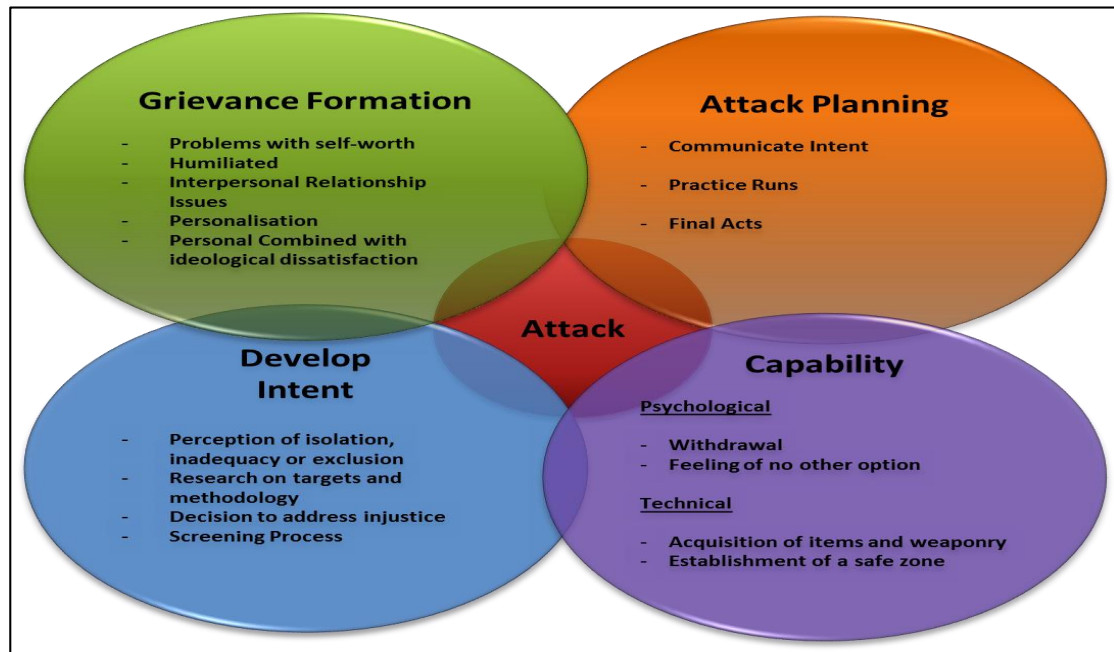 Grievance Formation
- Problems with self-worth
- Humiliated
- Interpersonal Relationship
Issues
- Personalisation
- Personal Combined with
ideological dissatisfaction
Attack Planning
- Communicate Intent
- Practice Runs
- Final Acts
Attack
Develop
Intent
- Perception of isolation,
inadequacy or exclusion
- Research on targets and
methodology
- Decision to address injustice
- Screening Process
Capability
Psychological
- Withdrawal
- Feeling of no other option
Technical
- Acquisition of items and weaponry
- Establishment of a safe zone